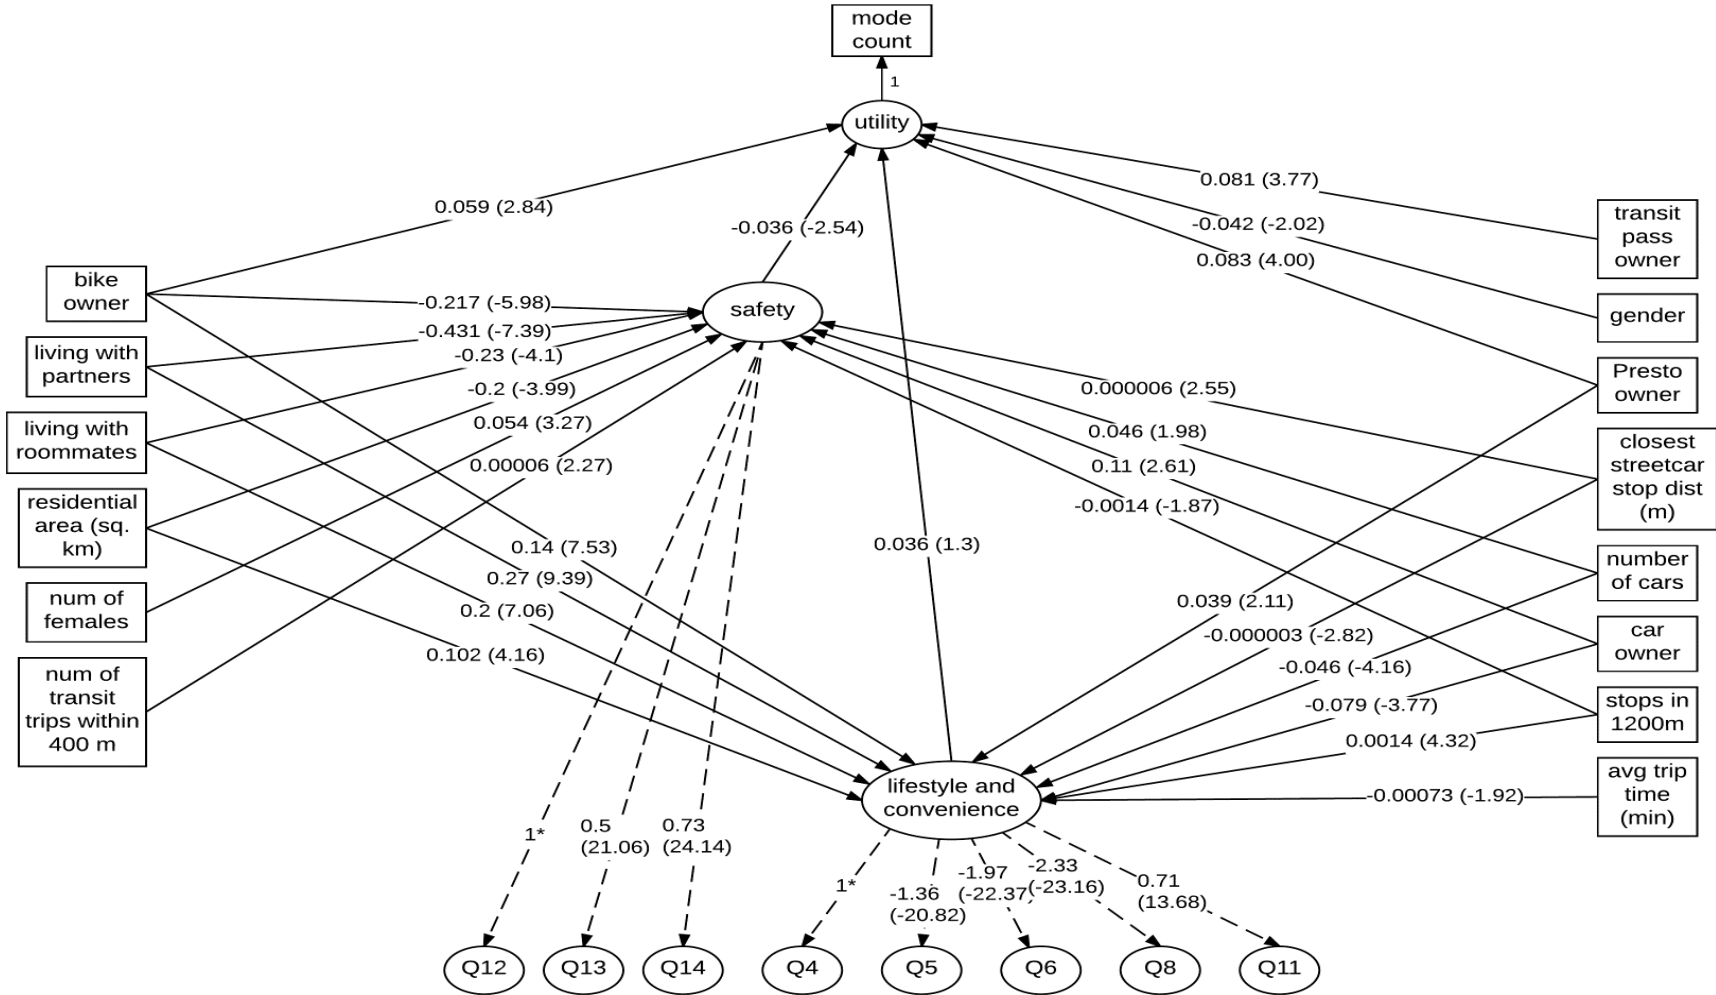 mode
count
1
utility
0.081 (3.77)
0.059 (2.84)
-0.036 (-2.54)
-0.042 (-2.02)
0.083 (4.00)
transit
pass
owner
bike
owner
-0.217 (-5.98)
safety
gender
-0.431 (-7.39)
living with
partners
-0.23 (-4.1)
-0.2 (-3.99)
0.000006 (2.55)
Presto
owner
living with
roommates
0.054 (3.27)
0.046 (1.98)
0.00006 (2.27)
0.11 (2.61)
-0.0014 (-1.87)
closest
streetcar
stop dist
(m)
residential
area (sq.
km)
0.14 (7.53)
0.036 (1.3)
number
of cars
0.27 (9.39)
0.2 (7.06)
0.039 (2.11)
num of
females
-0.000003 (-2.82)
car
owner
0.102 (4.16)
-0.046 (-4.16)
num of
transit
trips within
400 m
-0.079 (-3.77)
stops in
1200m
0.0014 (4.32)
lifestyle and
convenience
-0.00073 (-1.92)
avg trip
time
(min)
1*
0.5
(21.06)
0.73
(24.14)
1*
-1.36
(-20.82)
-1.97
(-22.37)
-2.33
(-23.16)
0.71
(13.68)
Q12
Q13
Q14
Q4
Q5
Q6
Q8
Q11